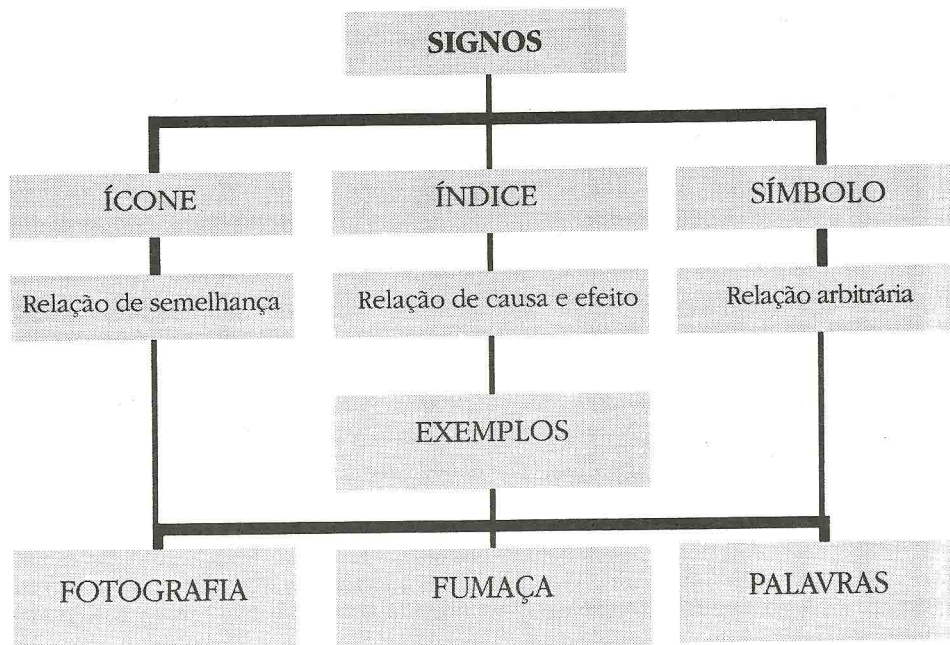 SIGNOS
ÍCONE
ÍNDICE
SÍMBOLO
Relação de semelhança
Relação de causa e efeito
Relação arbitrária
EXEMPLOS
FOTOGRAFIA
FUMAÇA
PALAVRAS